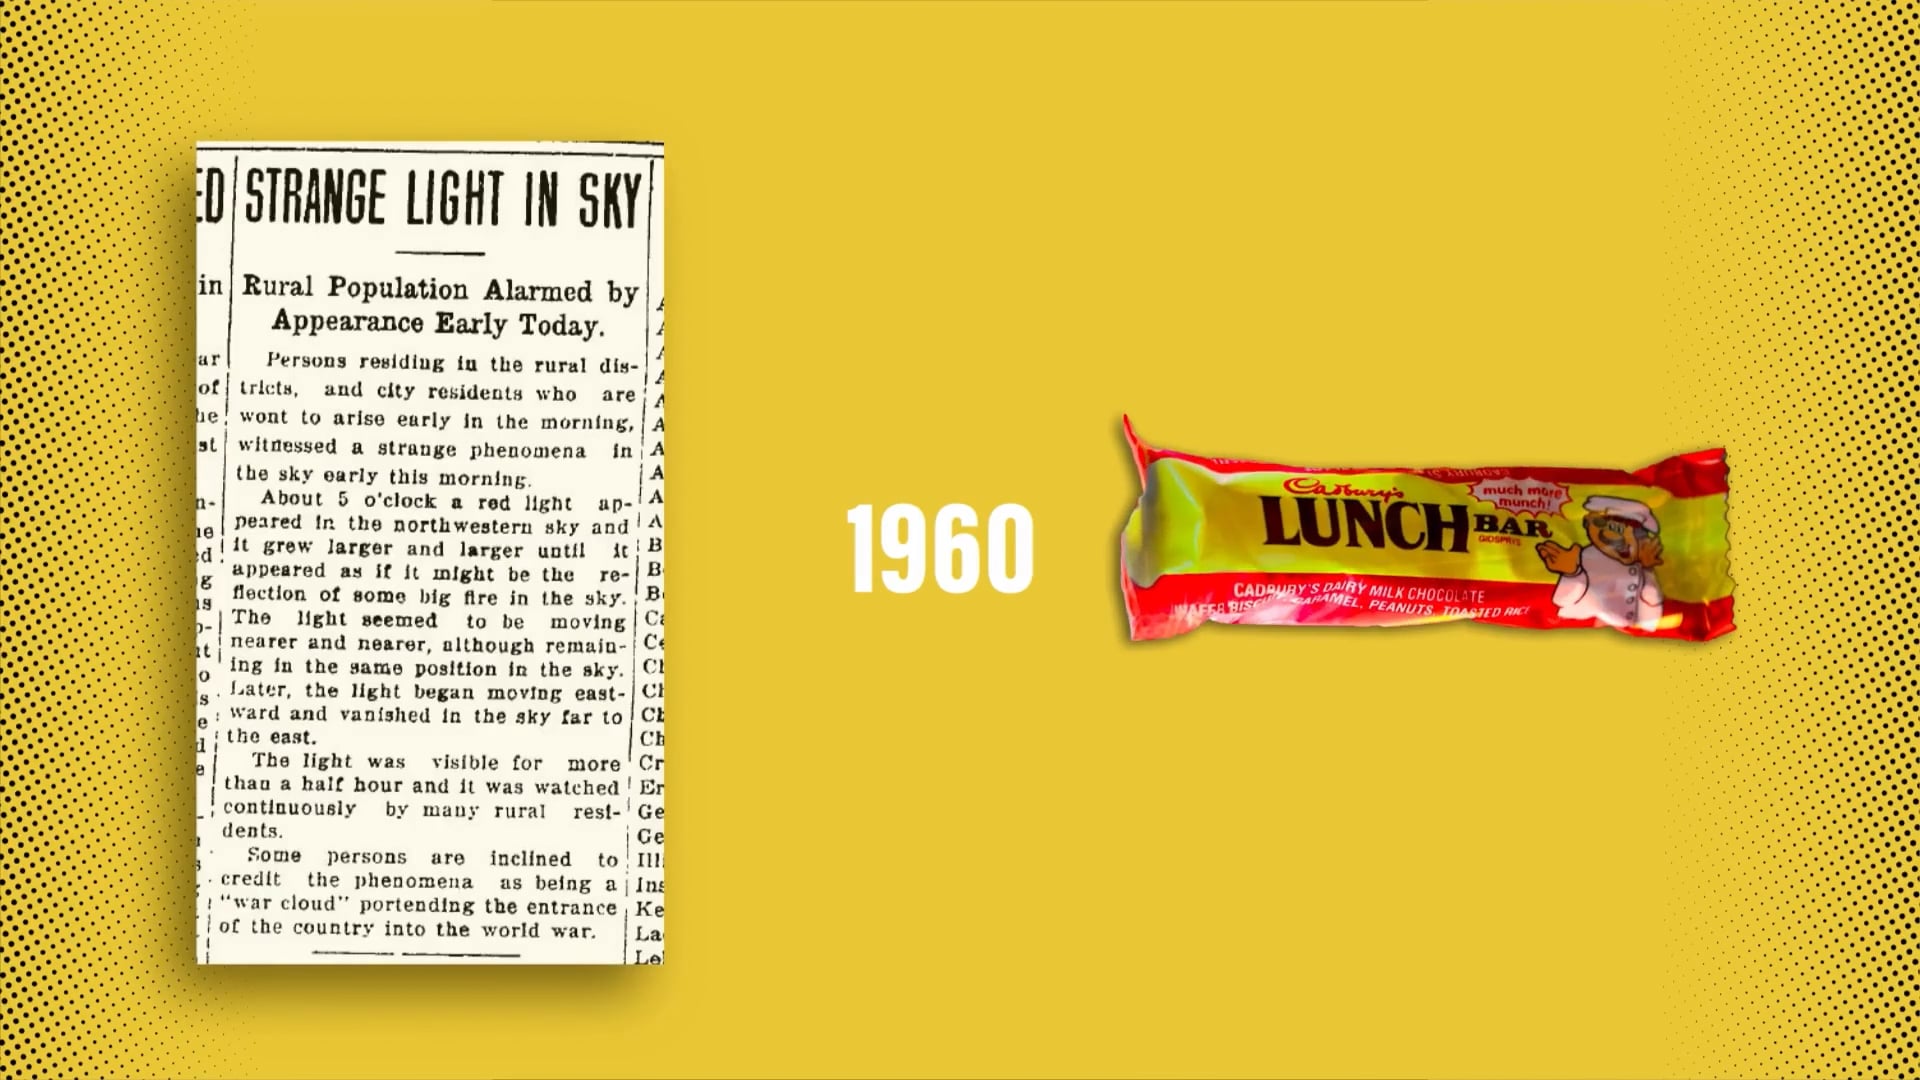 ED
STRANGE LIGHT IN SKY
in
Rural Population Alarmed by
Appearance Early Today.
Persons residing in the rural dis-
tricts, and city residents who are
wont to arise early in the morning,
witnessed a strange phenomena in
the sky early this morning.
About 5 o'clock a red light ap-
peared in the northwestern sky and
it grew larger and larger until it
appeared as if it might be the re-
flection of some big fire in the sky.
The light seemed to be moving
nearer and nearer, although remain-
ing in the same position in the sky.
Later, the light began moving east-
ward and vanished in the sky far to
the east.
The light was visible for more
than a half hour and it was watched
continuously by many rural resi-
dents.
Some persons are inclined to
credit the phenomena as being a
"war cloud" portending the entrance
of the country into the world war.
1960
Cadbury's
much more
munch!
LUNCH BAR
CADBURY'S DAIRY MILK CHOCOLATE
WAFER BISCUIT CARAMEL, PEANUTS, TOASTED RICE